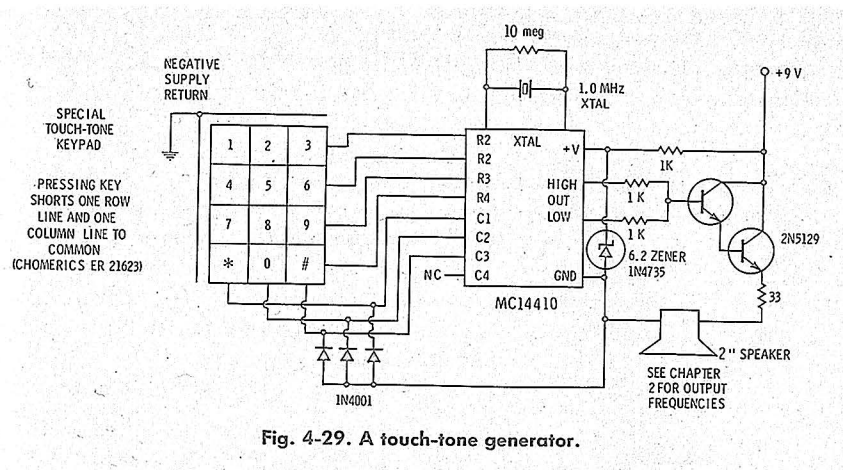 10 meg
NEGATIVE
SUPPLY
RETURN
1.0 MHz
XTAL
+9 V
SPECIAL
TOUCH-TONE
KEYPAD
PRESSING KEY
SHORTS ONE ROW
LINE AND ONE
COLUMN LINE TO
COMMON
(CHOMERICS ER 21623)
1 2 3
4 5 6
7 8 9
* 0 #
R2 XTAL +V
R2
R3 HIGH
R4 OUT
C1 LOW
C2
C3
NC C4 GND
MC14410
1K
1 K
1 K
6.2 ZENER
1N4735
2N5129
33
2" SPEAKER
SEE CHAPTER
2 FOR OUTPUT
FREQUENCIES
1N4001
Fig. 4-29. A touch-tone generator.